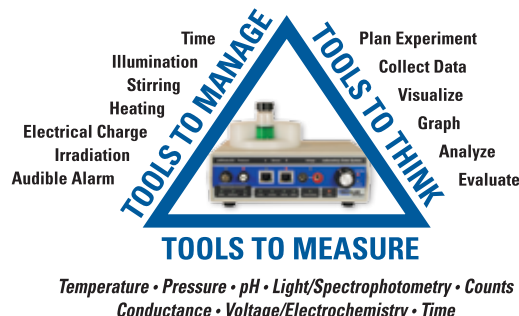 Time
Illumination
Stirring
Heating
Electrical Charge
Irradiation
Audible Alarm
TOOLS TO MANAGE
TOOLS TO THINK
Plan Experiment
Collect Data
Visualize
Graph
Analyze
Evaluate
TOOLS TO MEASURE
Temperature • Pressure • pH • Light/Spectrophotometry • Counts
Conductance • Voltage/Electrochemistry • Time